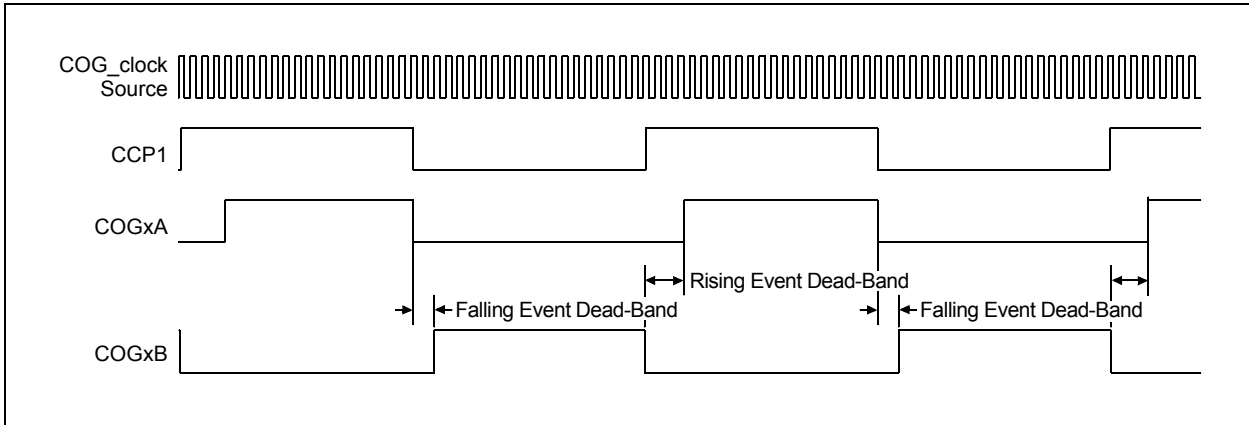 COG_clock
Source
CCP1
COGxA
Rising Event Dead-Band
Falling Event Dead-Band
Falling Event Dead-Band
COGxB